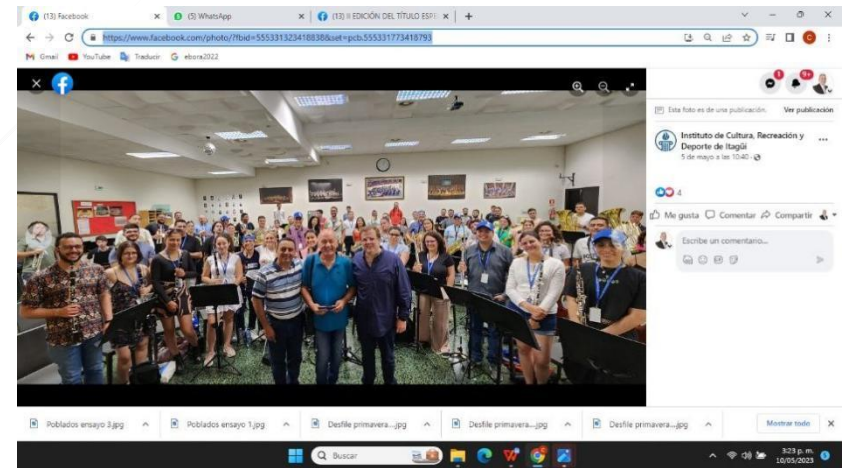 (13) Facebook
(5) WhatsApp
(13) II EDICIÓN DEL TÍTULO ESPE
https://www.facebook.com/photo/?fbid=555331323418838&set=pcb.555331773418793
Gmail
YouTube
Traducir
ebora2022
Esta foto es de una publicación.
Ver publicación
Instituto de Cultura, Recreación y
Deporte de Itagüí
5 de mayo a las 10:40
4
Me gusta
Comentar
Compartir
Escribe un comentario...
Poblados ensayo 3.jpg
Poblados ensayo 1.jpg
Desfile primavera....jpg
Desfile primavera....jpg
Desfile primavera....jpg
Mostrar todo
Buscar
3:23 p. m.
10/05/2023